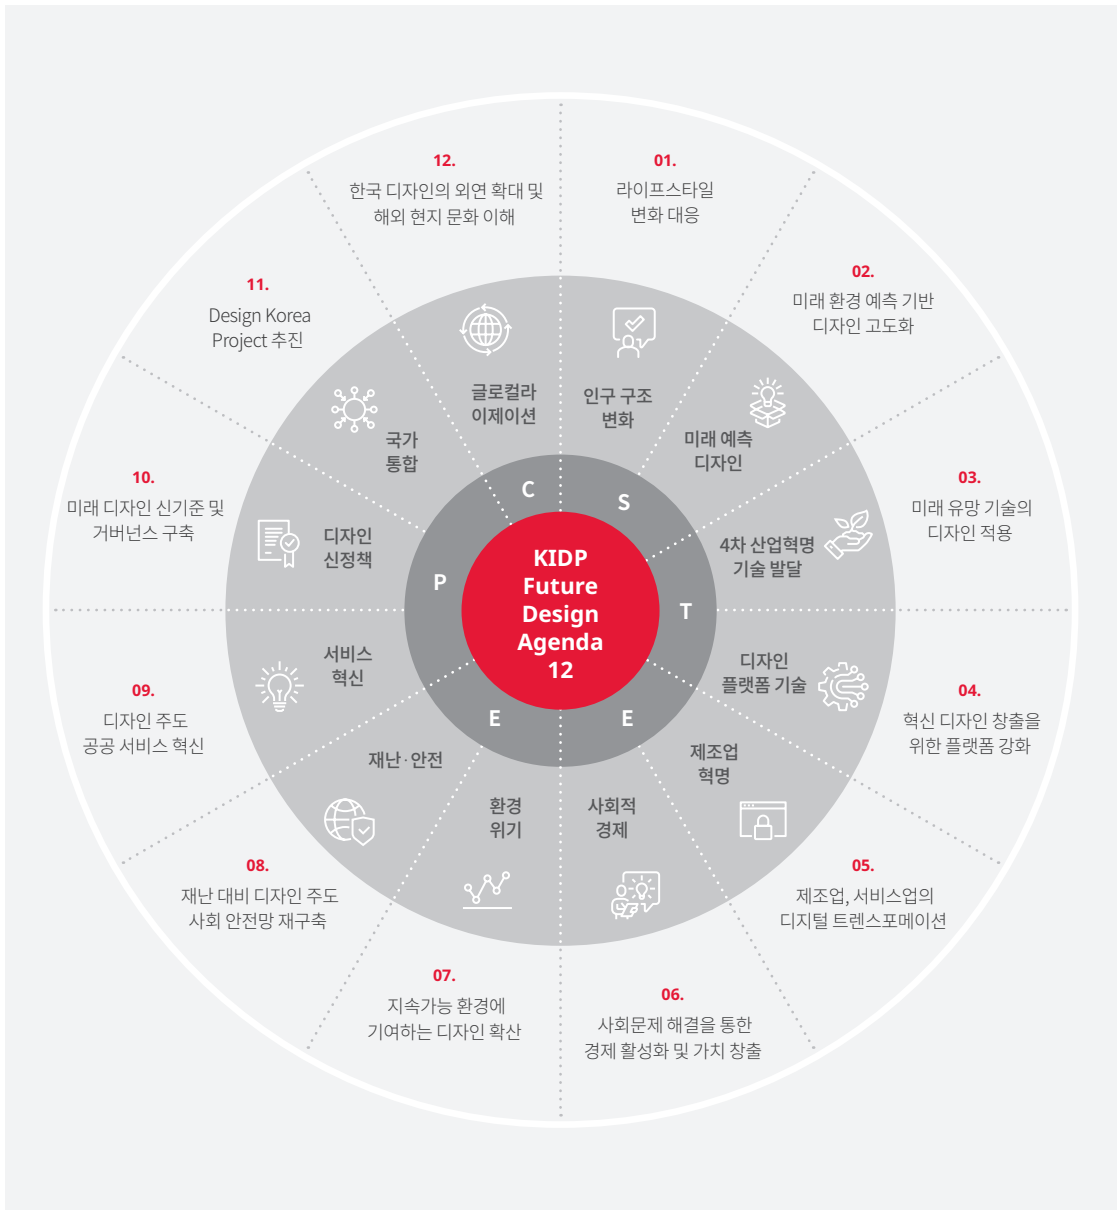 12.
한국 디자인의 외연 확대 및
해외 현지 문화 이해
01.
라이프스타일
변화 대응
02.
미래 환경 예측 기반
디자인 고도화
03.
미래 유망 기술의
디자인 적용
04.
혁신 디자인 창출을
위한 플랫폼 강화
05.
제조업, 서비스업의
디지털 트렌스포메이션
06.
사회문제 해결을 통한
경제 활성화 및 가치 창출
07.
지속가능 환경에
기여하는 디자인 확산
08.
재난 대비 디자인 주도
사회 안전망 재구축
09.
디자인 주도
공공 서비스 혁신
10.
미래 디자인 신기준 및
거버넌스 구축
11.
Design Korea
Project 추진
글로컬라
이제이션
인구 구조
변화
미래 예측
디자인
4차 산업혁명
기술 발달
디자인
플랫폼 기술
제조업
혁명
사회적
경제
환경
위기
재난·안전
서비스
혁신
디자인
신정책
국가
통합
C
S
T
E
E
P
KIDP
Future
Design
Agenda
12